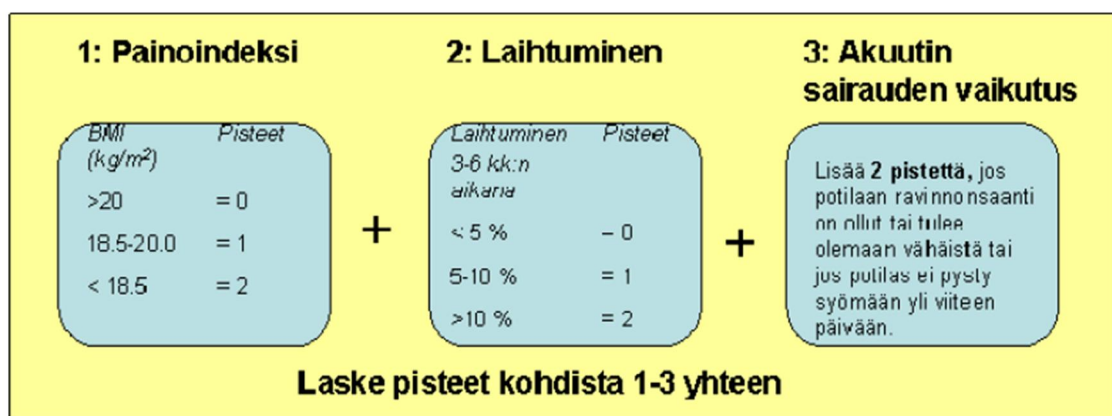 1: Painoindeksi
BMI Pisteet
(kg/m²)
>20 = 0
18.5-20.0 = 1
< 18.5 = 2
+
2: Laihtuminen
Laihtuminen Pisteet
3-6 kk:n
aikana
< 5 % – 0
5-10 % = 1
>10 % = 2
+
3: Akuutin
sairauden vaikutus
Lisää 2 pistettä, jos
potilaan ravinnonsaanti
on ollut tai tulee
olemaan vähäistä tai
jos potilas ei pysty
syömään yli viiteen
päivään.
Laske pisteet kohdista 1-3 yhteen